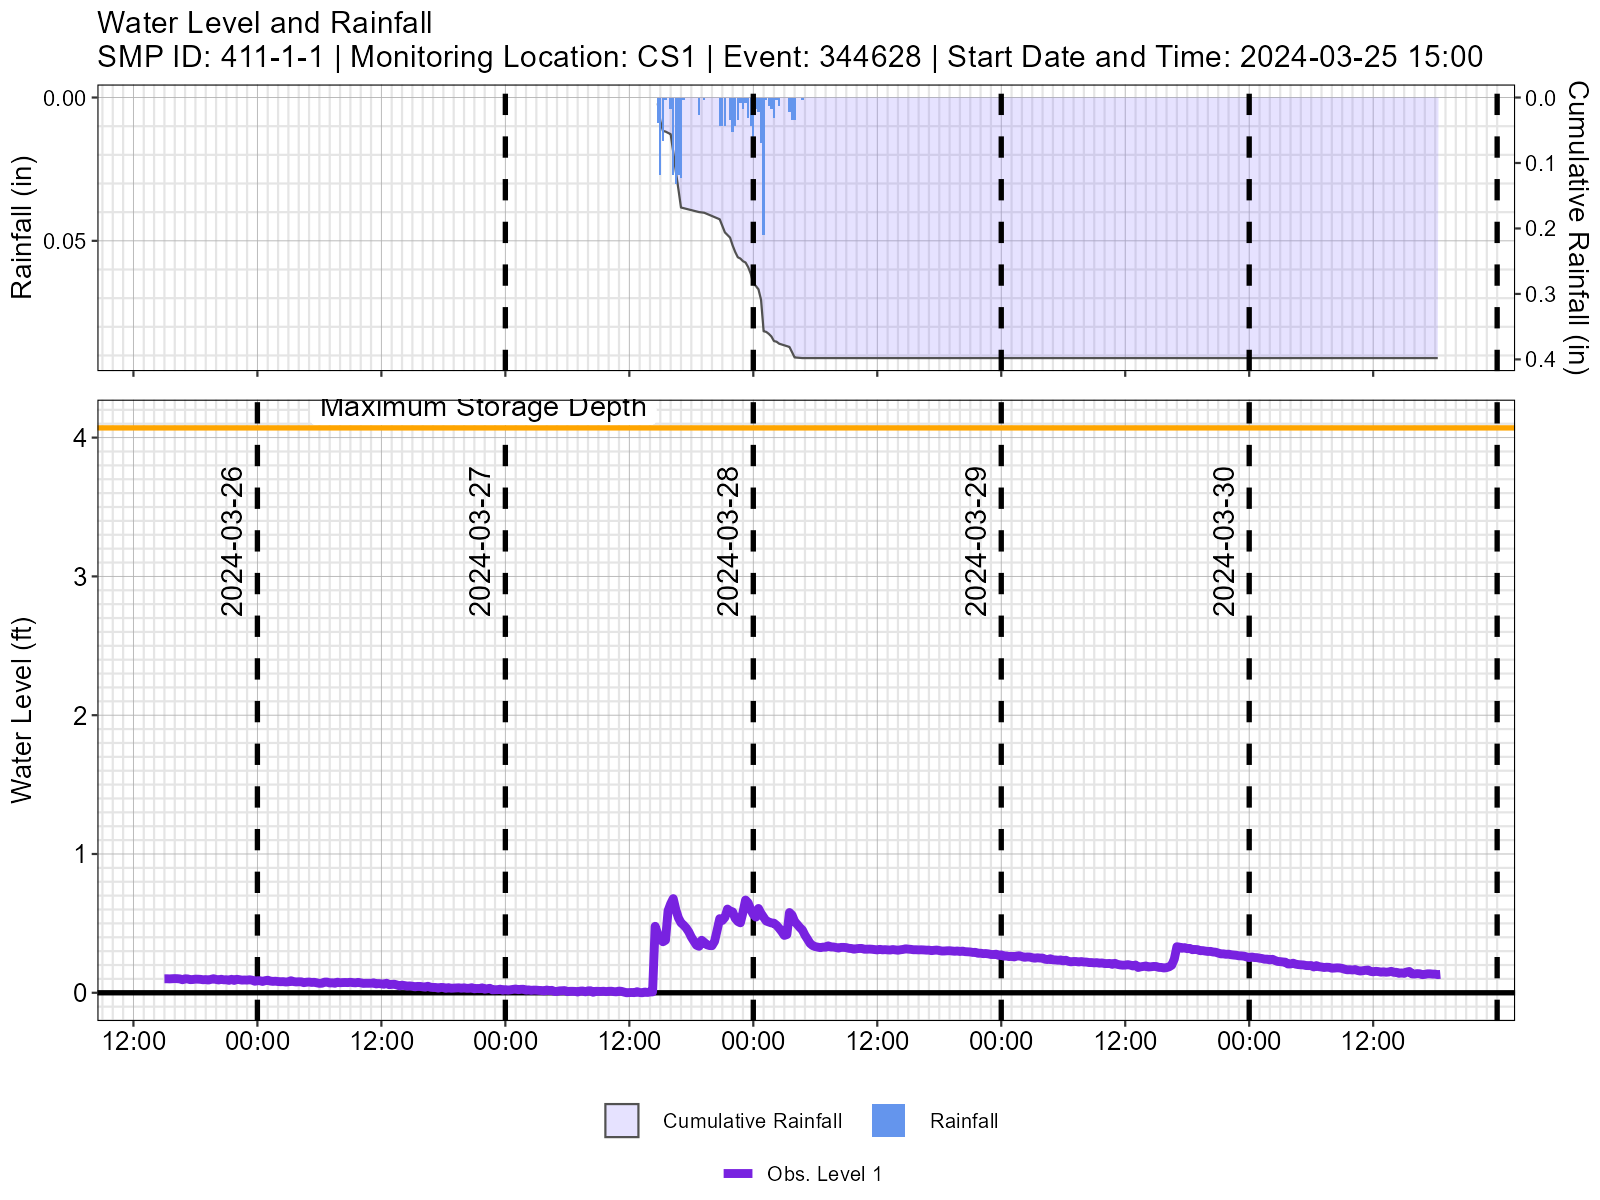 Water Level and Rainfall
SMP ID: 411-1-1 | Monitoring Location: CS1 | Event: 344628 | Start Date and Time: 2024-03-25 15:00
Rainfall (in)
0.00
0.05
0.0
0.1
0.2
0.3
0.4
Cumulative Rainfall (in)
Maximum Storage Depth
Water Level (ft)
4
3
2
1
0
2024-03-26
2024-03-27
2024-03-28
2024-03-29
2024-03-30
12:00 00:00 12:00 00:00 12:00 00:00 12:00 00:00 12:00 00:00 12:00
Cumulative Rainfall Rainfall
Obs. Level 1